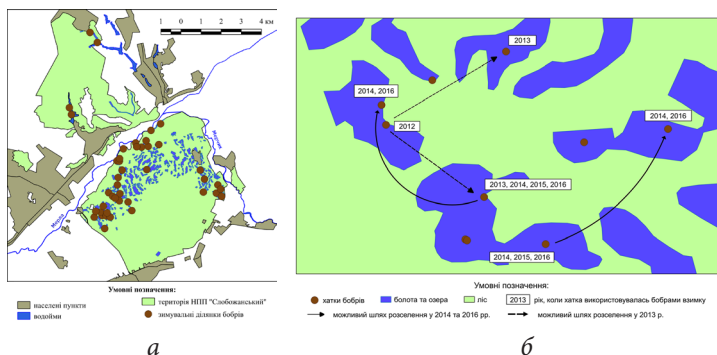 1 0 1 2 3 4 км
Мерла
Мерчик
Умовні позначення:
населені пункти
водойми
територія НПП "Слобожанський"
зимувальні ділянки бобрів
а
2013
2014, 2016
2012
2014, 2016
2013, 2014, 2015, 2016
2014, 2015, 2016
Умовні позначення:
хатки бобрів
болота та озера
ліс
2013 рік, коли хатка використовувалась бобрами взимку
можливий шлях розселення у 2014 та 2016 рр.
можливий шлях розселення у 2013 р.
б